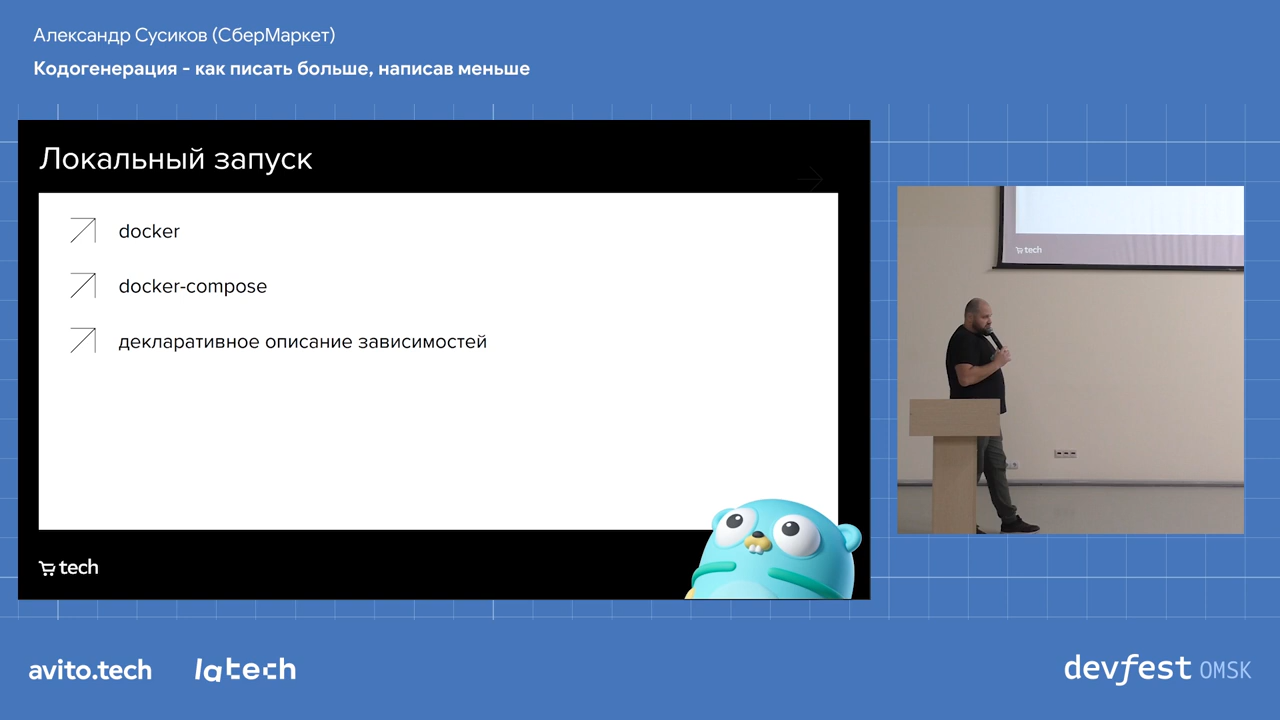 Александр Сусиков (СберМаркет)
Кодогенерация - как писать больше, написав меньше
Локальный запуск
docker
docker-compose
декларативное описание зависимостей
tech
tech
avito.tech
latech
devfest OMSK